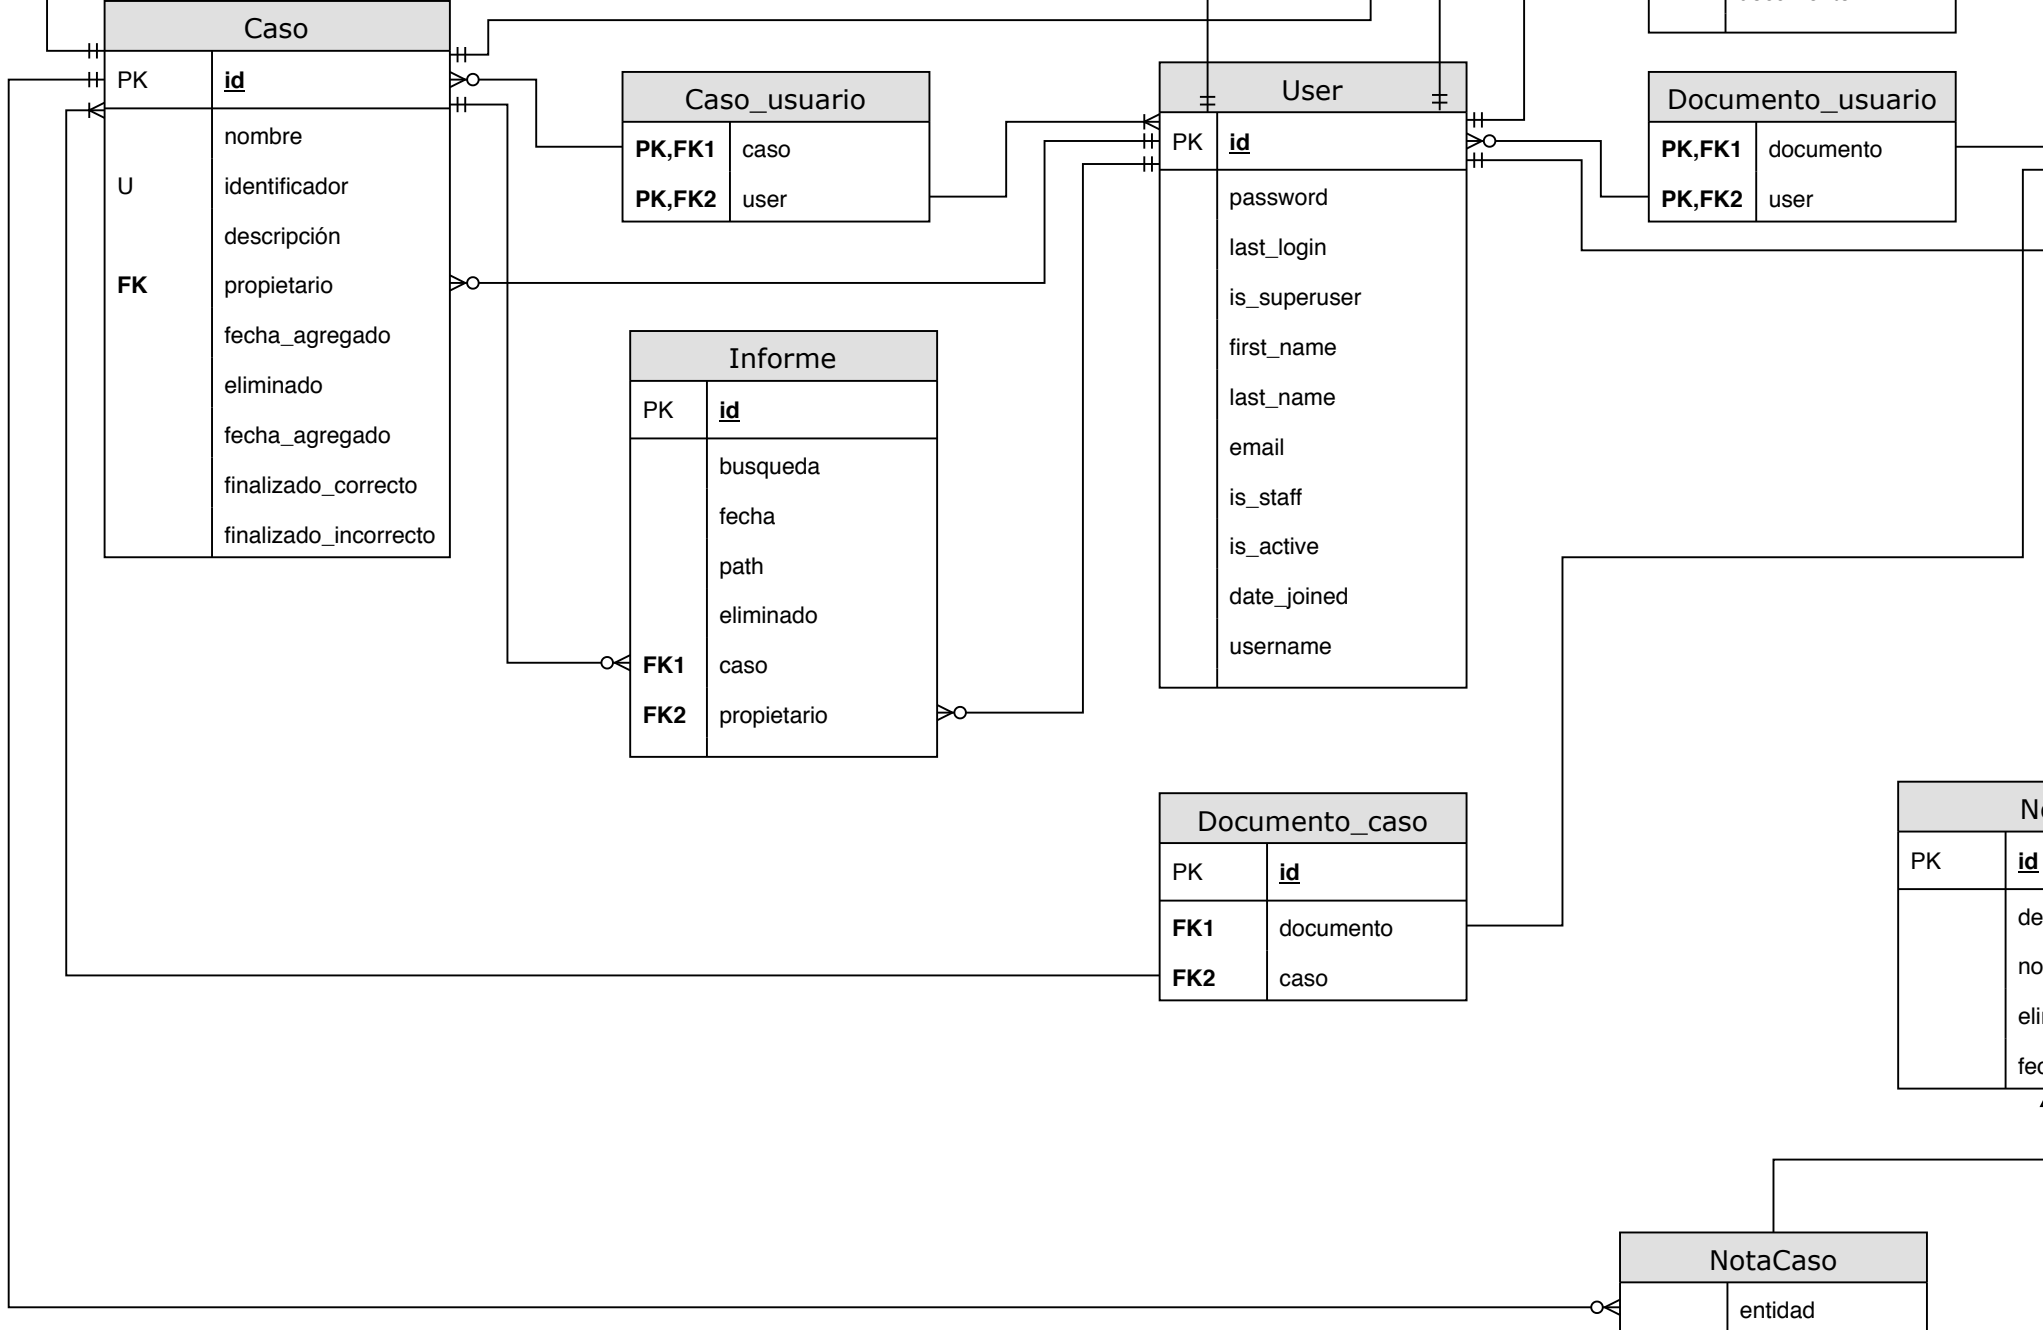 Caso
PK id
nombre
U identificador
descripción
FK propietario
fecha_agregado
eliminado
fecha_agregado
finalizado_correcto
finalizado_incorrecto
Caso_usuario
PK,FK1 caso
PK,FK2 user
Informe
PK id
busqueda
fecha
path
eliminado
FK1 caso
FK2 propietario
User
PK id
password
last_login
is_superuser
first_name
last_name
email
is_staff
is_active
date_joined
username
Documento_usuario
PK,FK1 documento
PK,FK2 user
Documento_caso
PK id
FK1 documento
FK2 caso
PK id
NotaCaso
entidad